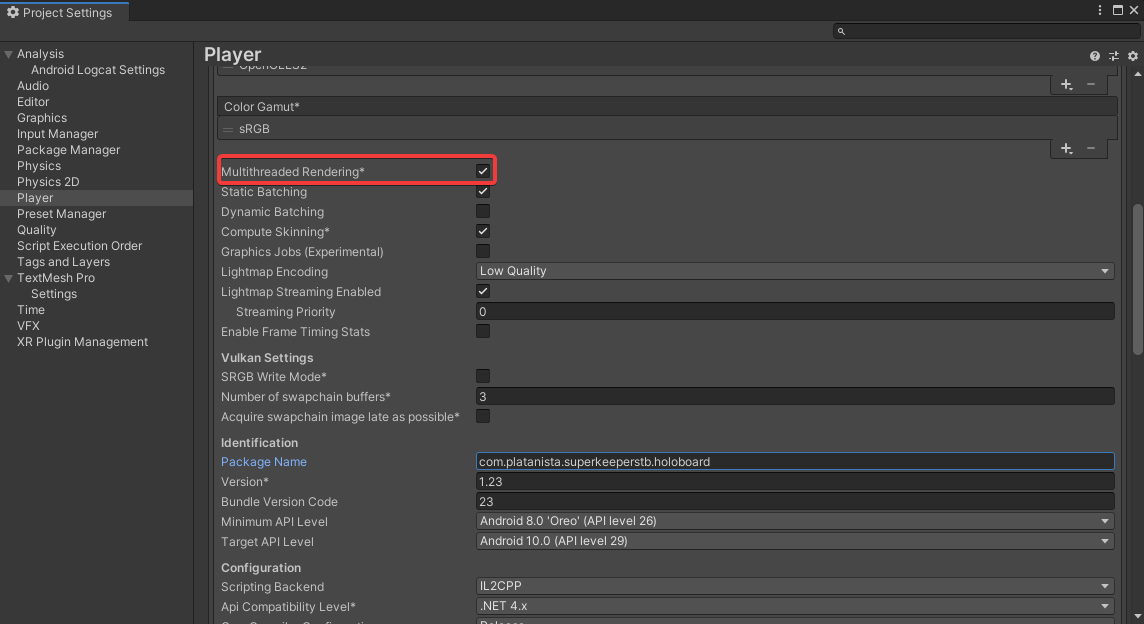 Project Settings
Analysis
Android Logcat Settings
Audio
Editor
Graphics
Input Manager
Package Manager
Physics
Physics 2D
Player
Preset Manager
Quality
Script Execution Order
Tags and Layers
TextMesh Pro
Settings
Time
VFX
XR Plugin Management
Player
OpenGLES2
Color Gamut*
sRGB
Multithreaded Rendering*
Static Batching
Dynamic Batching
Compute Skinning*
Graphics Jobs (Experimental)
Lightmap Encoding Low Quality
Lightmap Streaming Enabled
Streaming Priority 0
Enable Frame Timing Stats
Vulkan Settings
SRGB Write Mode*
Number of swapchain buffers* 3
Acquire swapchain image late as possible*
Identification
Package Name com.platanista.superkeeperstb.holoboard
Version* 1.23
Bundle Version Code 23
Minimum API Level Android 8.0 'Oreo' (API level 26)
Target API Level Android 10.0 (API level 29)
Configuration
Scripting Backend IL2CPP
Api Compatibility Level* .NET 4.x